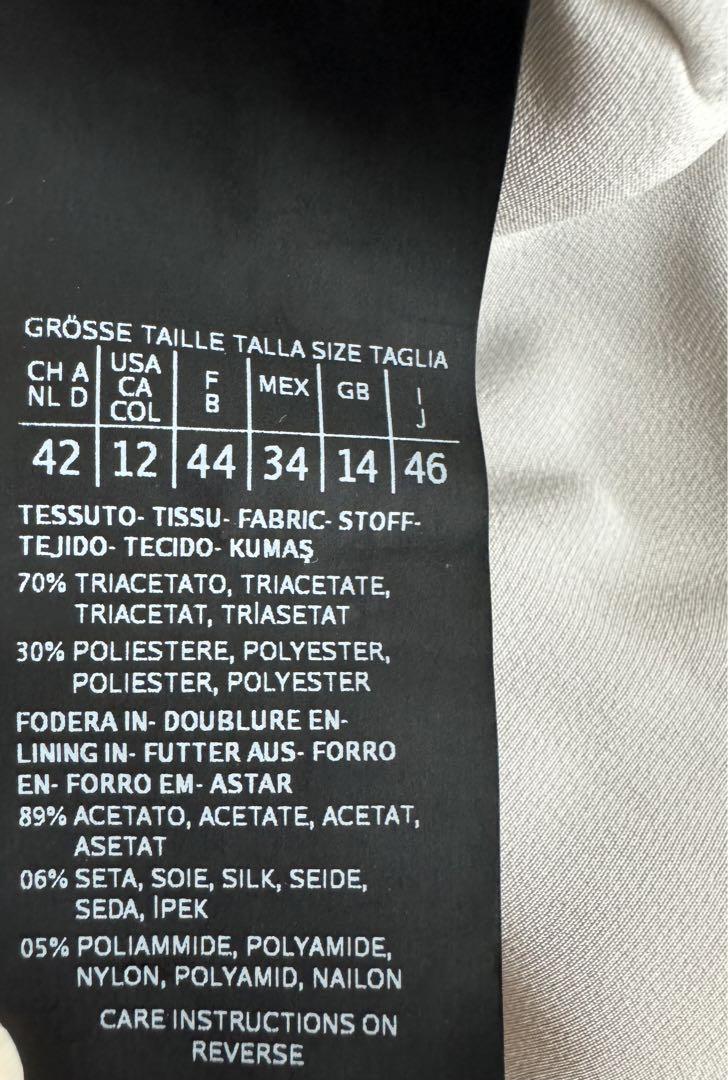 GRÖSSE TAILLE TALLA SIZE TAGLIA
CH A NL D | USA CA COL | F B | MEX | GB | I J
42 | 12 | 44 | 34 | 14 | 46
TESSUTO- TISSU- FABRIC- STOFF-
TEJIDO- TECIDO- KUMAŞ
70% TRIACETATO, TRIACETATE,
TRIACETAT, TRİASETAT
30% POLIESTERE, POLYESTER,
POLIESTER, POLYESTER
FODERA IN- DOUBLURE EN-
LINING IN- FUTTER AUS- FORRO
EN- FORRO EM- ASTAR
89% ACETATO, ACETATE, ACETAT,
ASETAT
06% SETA, SOIE, SILK, SEIDE,
SEDA, İPEK
05% POLIAMMIDE, POLYAMIDE,
NYLON, POLYAMID, NAILON
CARE INSTRUCTIONS ON
REVERSE